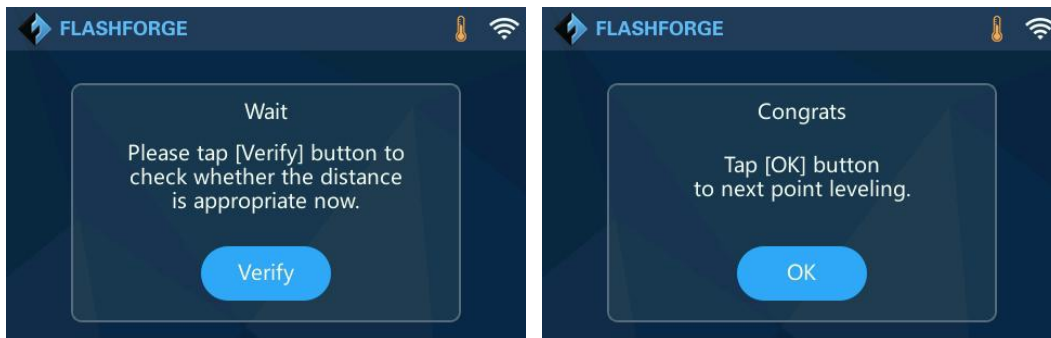 FLASHFORGE
Wait
Please tap [Verify] button to
check whether the distance
is appropriate now.
Verify
FLASHFORGE
Congrats
Tap [OK] button
to next point leveling.
OK